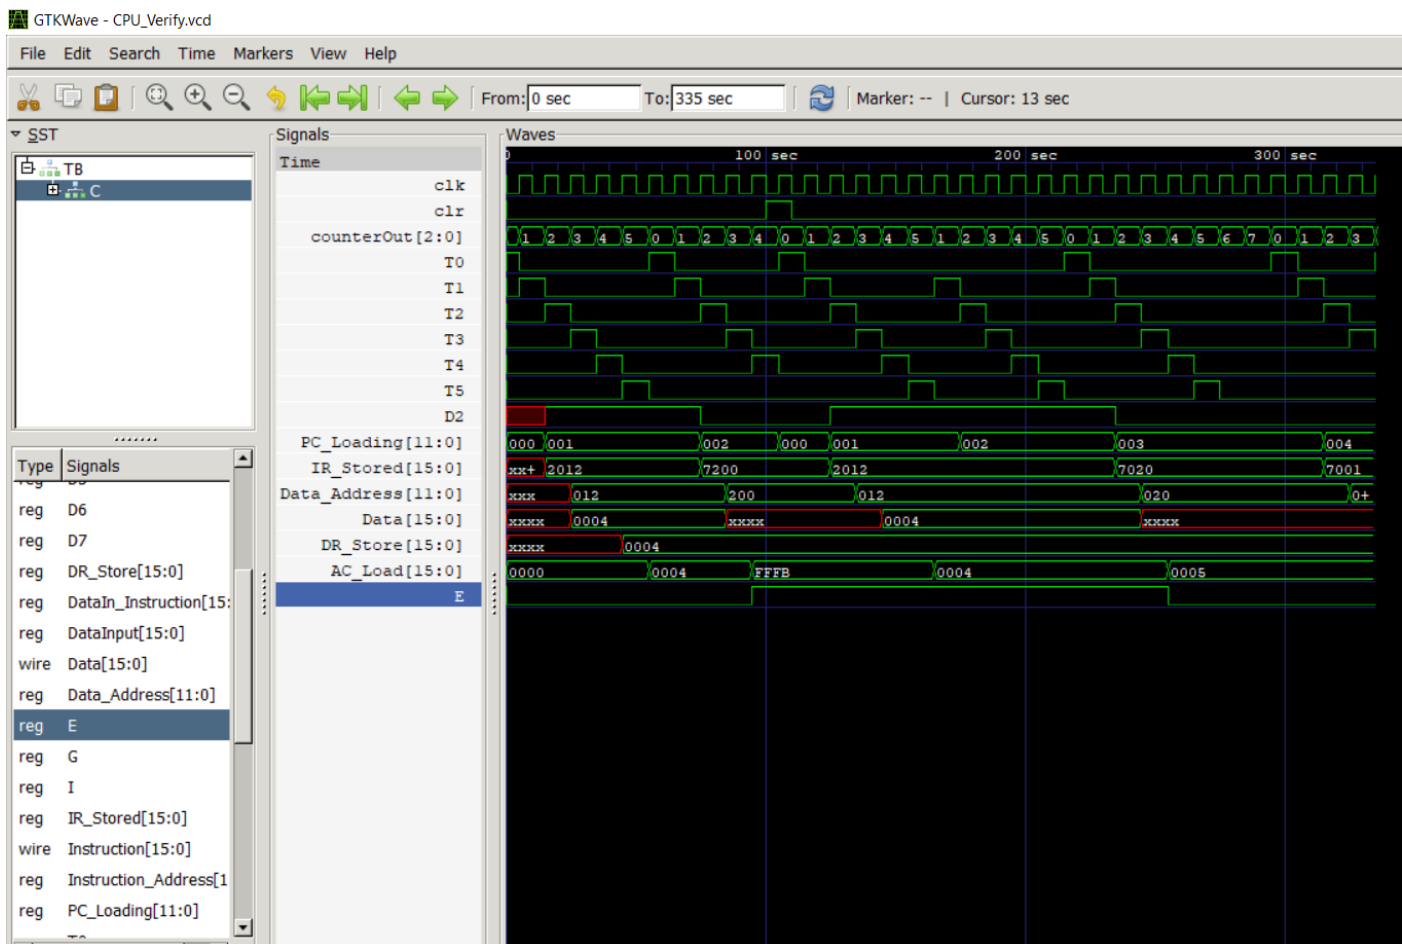 GTKWave - CPU_Verify.vcd
File Edit Search Time Markers View Help
From: 0 sec To: 335 sec Marker: -- | Cursor: 13 sec
SST
TB
C
Type Signals
reg D6
reg D7
reg DR_Store[15:0]
reg DataIn_Instruction[15:
reg DataInput[15:0]
wire Data[15:0]
reg Data_Address[11:0]
reg E
reg G
reg I
reg IR_Stored[15:0]
wire Instruction[15:0]
reg Instruction_Address[1
reg PC_Loading[11:0]
Signals
Time
clk
clr
counterOut[2:0]
T0
T1
T2
T3
T4
T5
D2
PC_Loading[11:0]
IR_Stored[15:0]
Data_Address[11:0]
Data[15:0]
DR_Store[15:0]
AC_Load[15:0]
E
Waves
100 sec 200 sec 300 sec
1 2 3 4 5 0 1 2 3 4 0 1 2 3 4 5 1 2 3 4 5 0 1 2 3 4 5 6 7 0 1 2 3
000 001 002 000 001 002 003 004
xx+ 2012 7200 2012 7020 7001
xxx 012 200 012 020 0+
xxxx 0004 xxxx 0004 xxxx
xxxx 0004
0000 0004 FFFB 0004 0005